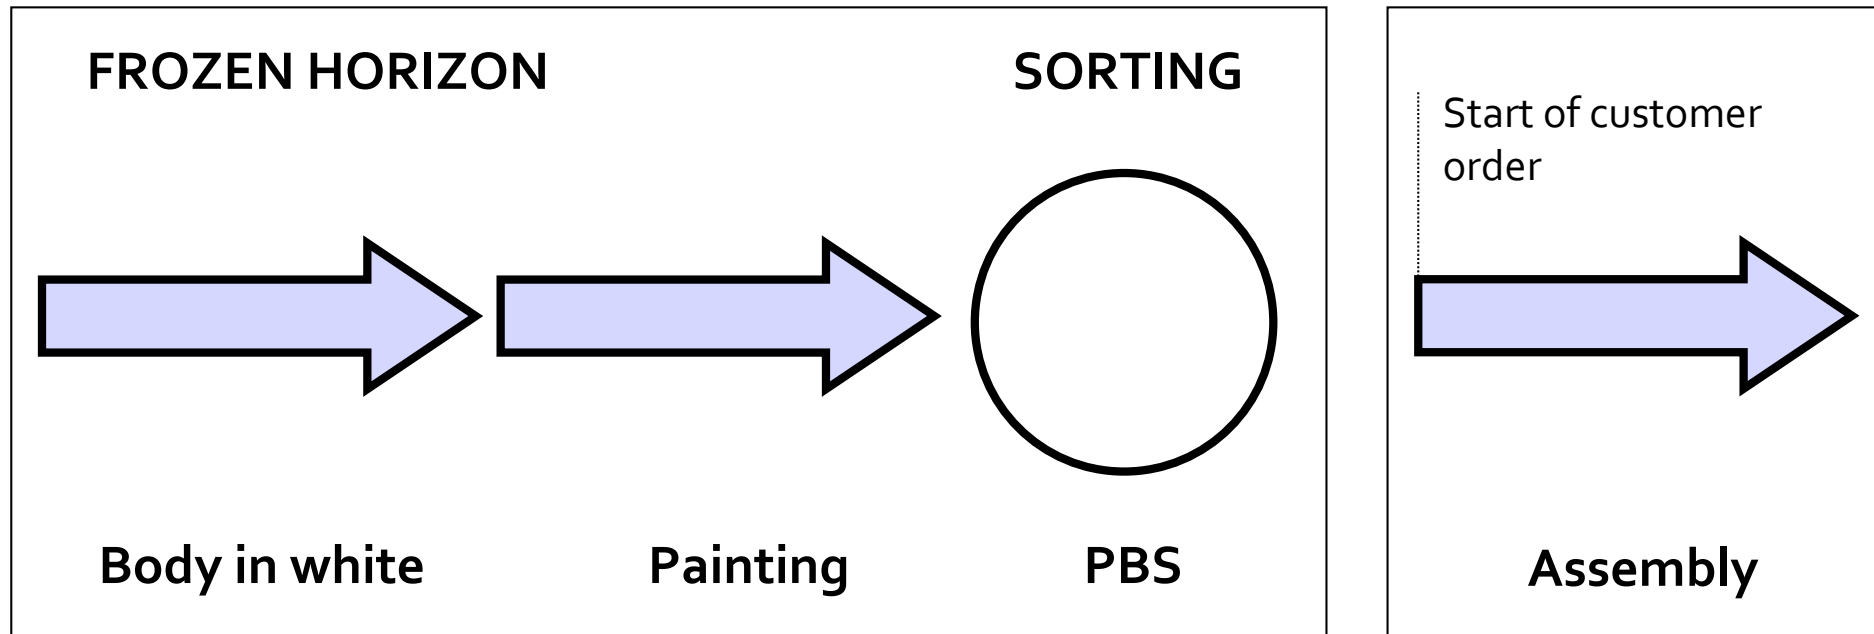 FROZEN HORIZON
SORTING
Start of customer
order
Body in white
Painting
PBS
Assembly